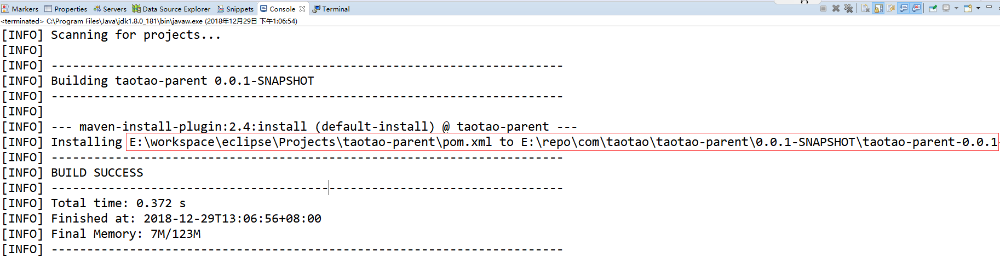 Markers Properties Servers Data Source Explorer Snippets Console Terminal
<terminated> C:\Program Files\Java\jdk1.8.0_181\bin\javaw.exe (2018年12月29日 下午1:06:54)
[INFO] Scanning for projects...
[INFO]
[INFO] ------------------------------------------------------------------------
[INFO] Building taotao-parent 0.0.1-SNAPSHOT
[INFO] ------------------------------------------------------------------------
[INFO]
[INFO] --- maven-install-plugin:2.4:install (default-install) @ taotao-parent ---
[INFO] Installing E:\workspace\eclipse\Projects\taotao-parent\pom.xml to E:\repo\com\taotao\taotao-parent\0.0.1-SNAPSHOT\taotao-parent-0.0.1-
[INFO] ------------------------------------------------------------------------
[INFO] BUILD SUCCESS
[INFO] ------------------------------------------------------------------------
[INFO] Total time: 0.372 s
[INFO] Finished at: 2018-12-29T13:06:56+08:00
[INFO] Final Memory: 7M/123M
[INFO] ------------------------------------------------------------------------